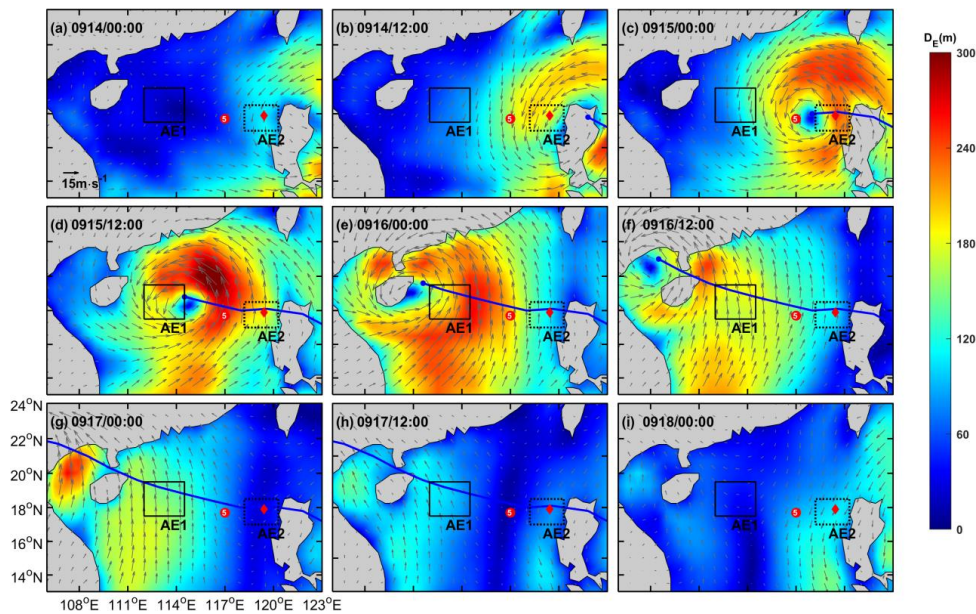 (a) 0914/00:00
(b) 0914/12:00
(c) 0915/00:00
D_E(m)
300
AE1
5
AE2
AE1
5
AE2
AE1
5
AE2
15m·s⁻¹
240
(d) 0915/12:00
(e) 0916/00:00
(f) 0916/12:00
180
AE1
5
AE2
AE1
5
AE2
AE1
5
AE2
120
24°N
(g) 0917/00:00
(h) 0917/12:00
(i) 0918/00:00
22°N
20°N
60
18°N
AE1
5
AE2
AE1
5
AE2
AE1
5
AE2
16°N
14°N
0
108°E 111°E 114°E 117°E 120°E 123°E